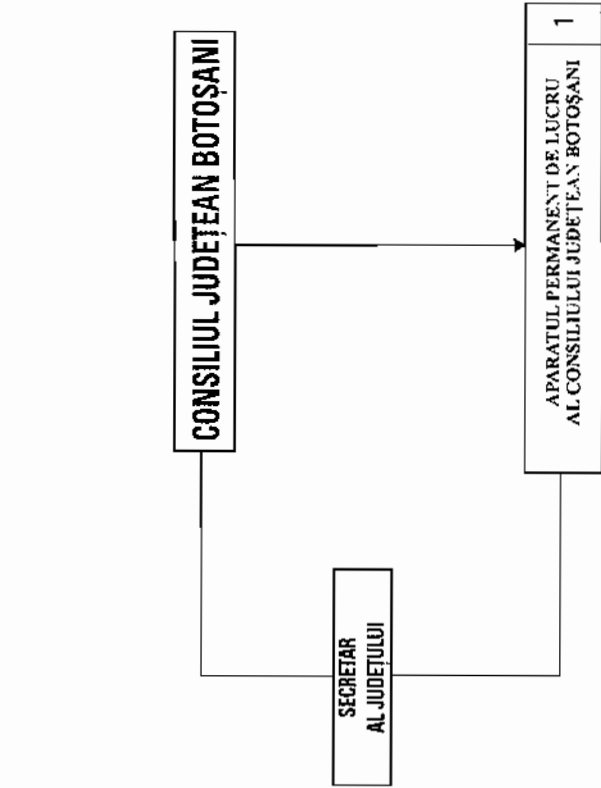 CONSILIUL JUDEȚEAN BOTOȘANI
SECRETAR
AL JUDEȚULUI
APARATUL PERMANENT DE LUCRU
AL CONSILIULUI JUDEȚEAN BOTOȘANI
1